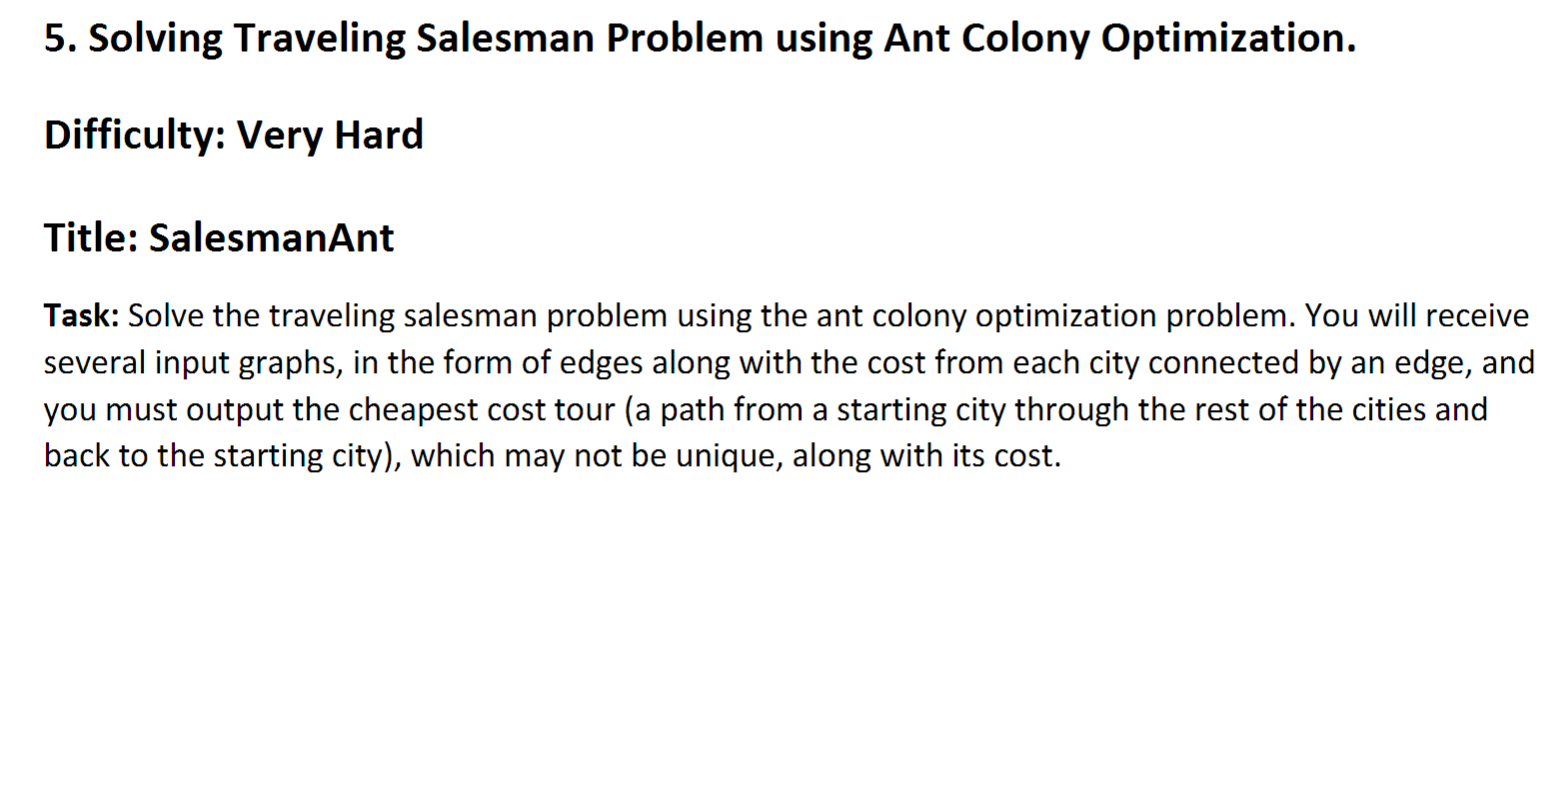 5. Solving Traveling Salesman Problem using Ant Colony Optimization.
Difficulty: Very Hard
Title: SalesmanAnt
Task: Solve the traveling salesman problem using the ant colony optimization problem. You will receive
several input graphs, in the form of edges along with the cost from each city connected by an edge, and
you must output the cheapest cost tour (a path from a starting city through the rest of the cities and
back to the starting city), which may not be unique, along with its cost.